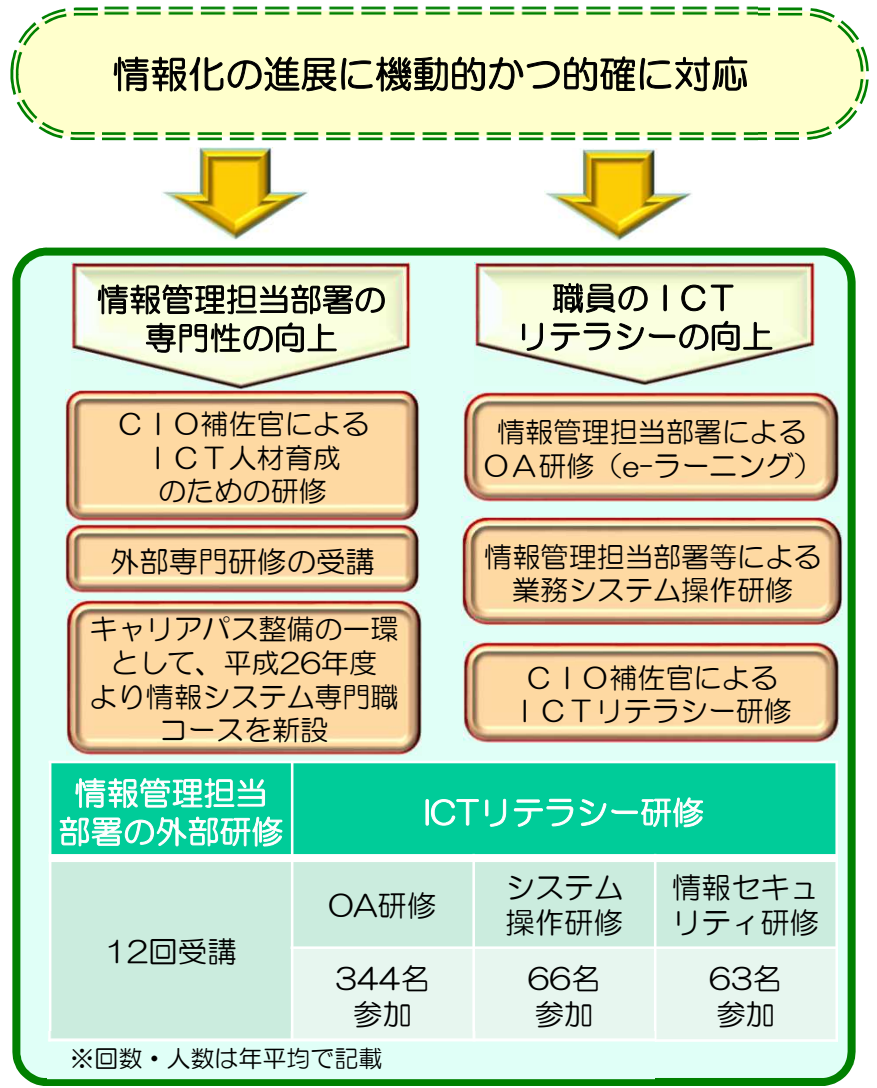 情報化の進展に機動的かつ的確に対応
情報管理担当部署の
専門性の向上
ＣＩＯ補佐官による
ＩＣＴ人材育成
のための研修
外部専門研修の受講
キャリアパス整備の一環
として、平成26年度
より情報システム専門職
コースを新設
職員のＩＣＴ
リテラシーの向上
情報管理担当部署による
ＯＡ研修（e-ラーニング）
情報管理担当部署等による
業務システム操作研修
ＣＩＯ補佐官による
ＩＣＴリテラシー研修
情報管理担当
部署の外部研修
ICTリテラシー研修
12回受講
OA研修
システム
操作研修
情報セキュ
リティ研修
344名
参加
66名
参加
63名
参加
※回数・人数は年平均で記載